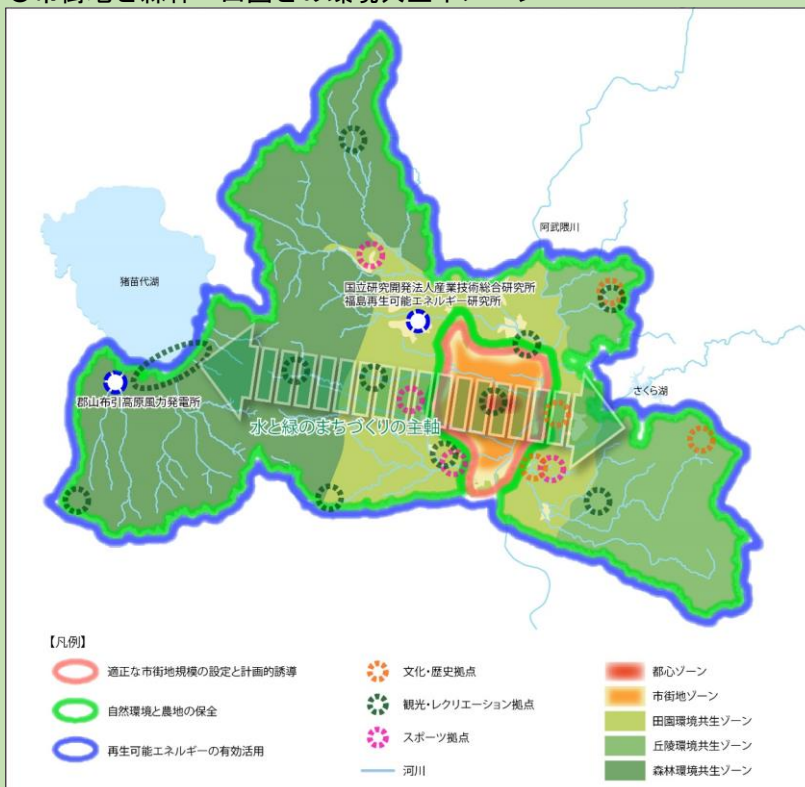 猪苗代湖
阿武隈川
国立研究開発法人産業技術総合研究所
福島再生可能エネルギー研究所
さくら湖
郡山布引高原風力発電所
水と緑のまちづくりの主軸
【凡例】
適正な市街地規模の設定と計画的誘導
自然環境と農地の保全
再生可能エネルギーの有効活用
文化・歴史拠点
観光・レクリエーション拠点
スポーツ拠点
河川
都心ゾーン
市街地ゾーン
田園環境共生ゾーン
丘陵環境共生ゾーン
森林環境共生ゾーン